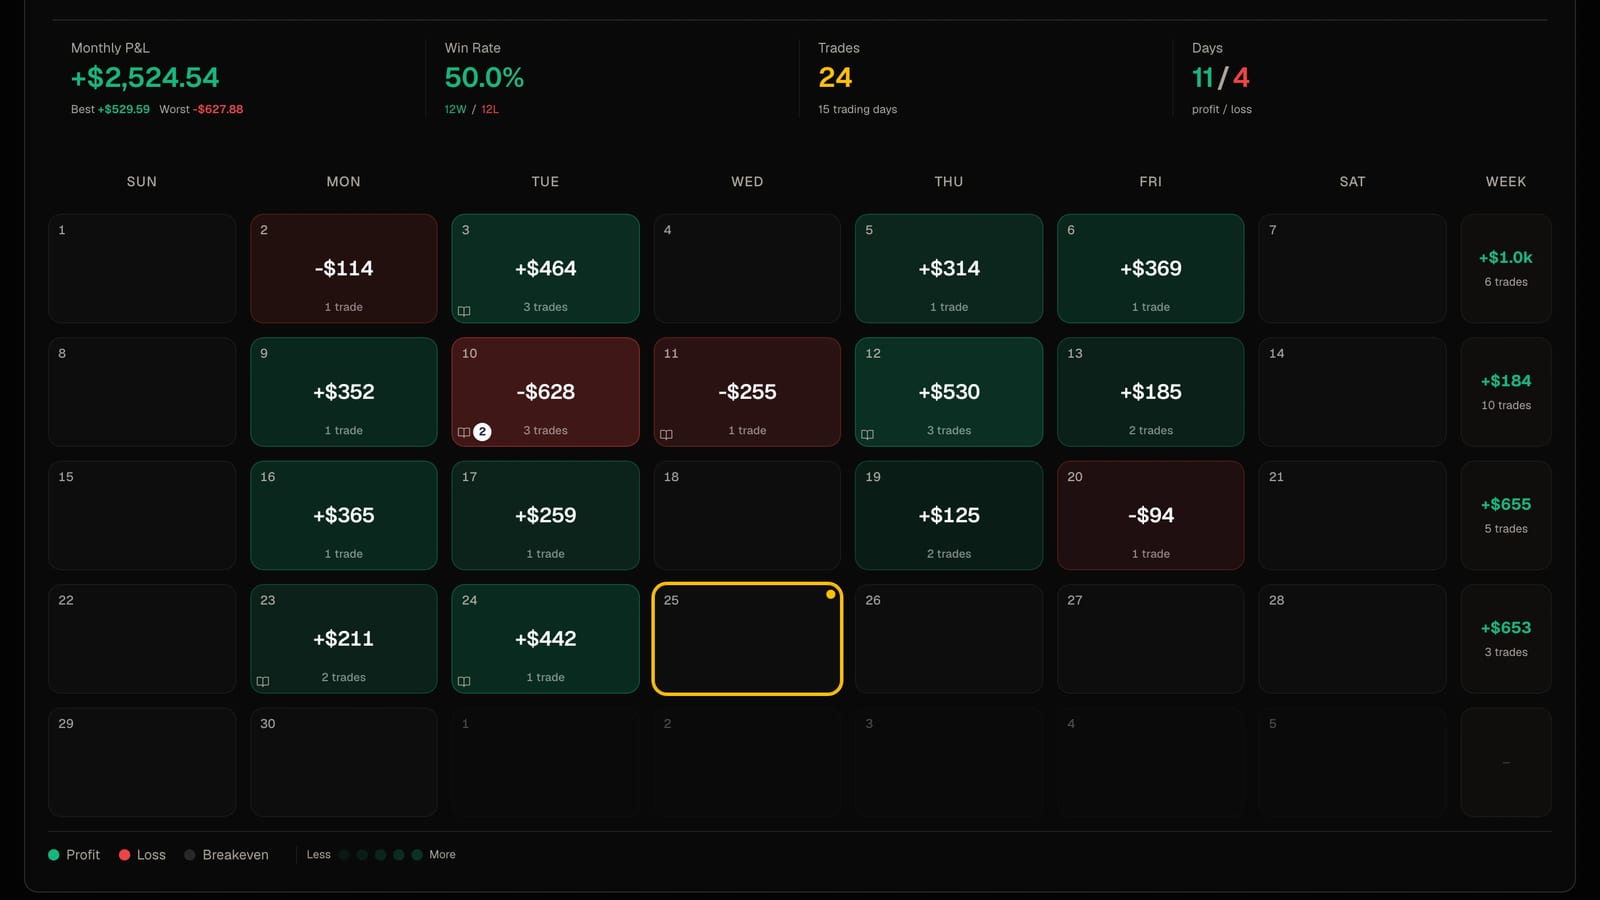 Monthly P&L
+$2,524.54
Best +$529.59 Worst -$627.88
Win Rate
50.0%
12W / 12L
Trades
24
15 trading days
Days
11/4
profit / loss
SUN MON TUE WED THU FRI SAT WEEK
1
2
-$114
1 trade
3
+$464
3 trades
4
5
+$314
1 trade
6
+$369
1 trade
7
+$1.0k
6 trades
8
9
+$352
1 trade
10
-$628
2 3 trades
11
-$255
1 trade
12
+$530
3 trades
13
+$185
2 trades
14
+$184
10 trades
15
16
+$365
1 trade
17
+$259
1 trade
18
19
+$125
2 trades
20
-$94
1 trade
21
+$655
5 trades
22
23
+$211
2 trades
24
+$442
1 trade
25
26
27
28
+$653
3 trades
29
30
1
2
3
4
5
–
Profit Loss Breakeven Less More